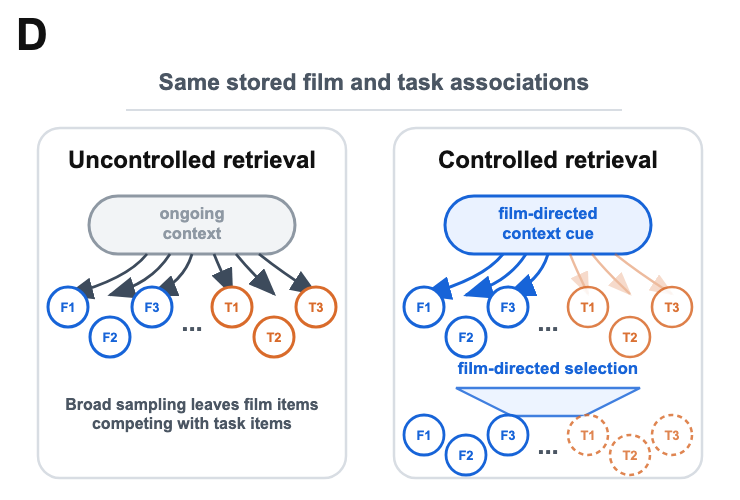 D
Same stored film and task associations
Uncontrolled retrieval
ongoing
context
F1
F2
F3
...
T1
T2
T3
Broad sampling leaves film items
competing with task items
Controlled retrieval
film-directed
context cue
F1
F2
F3
...
T1
T2
T3
film-directed selection
F1
F2
F3
...
T1
T2
T3